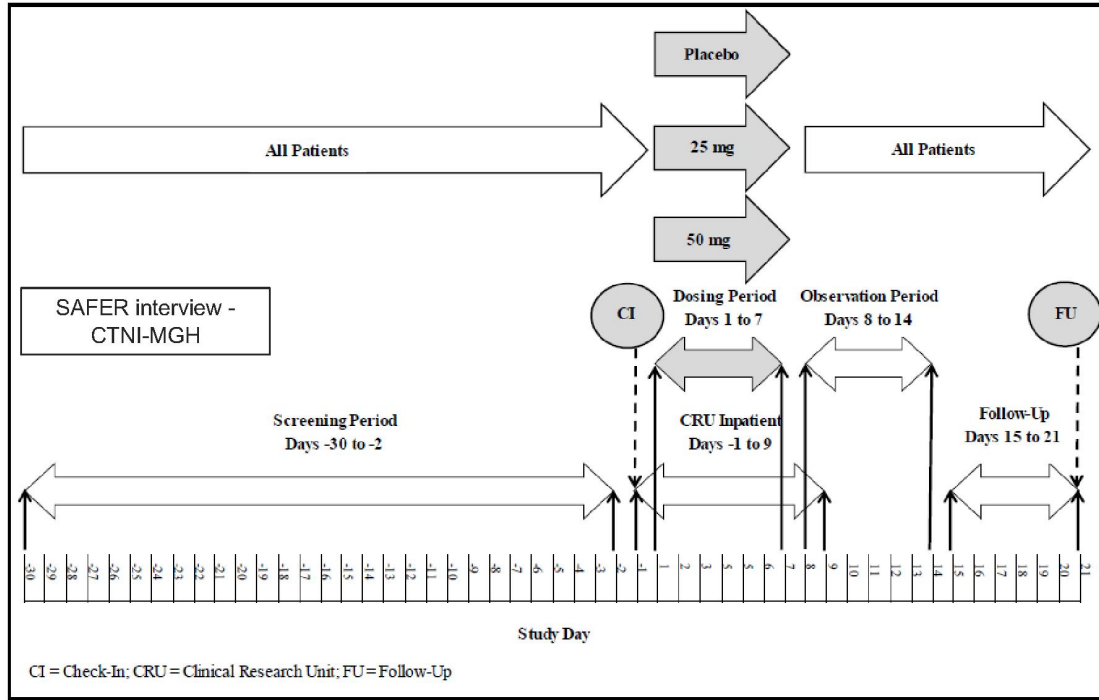 Placebo
All Patients
25 mg
All Patients
50 mg
SAFER interview -
CTNI-MGH
CI
Dosing Period
Days 1 to 7
Observation Period
Days 8 to 14
FU
Screening Period
Days -30 to -2
CRU Inpatient
Days -1 to 9
Follow-Up
Days 15 to 21
-30 -29 -28 -27 -26 -25 -24 -23 -22 -21 -20 -19 -18 -17 -16 -15 -14 -13 -12 -11 -10 -9 -8 -7 -6 -5 -4 -3 -2 -1 1 2 3 5 5 6 7 8 9 10 11 12 13 14 15 16 17 18 19 20 21
Study Day
CI = Check-In; CRU = Clinical Research Unit; FU = Follow-Up